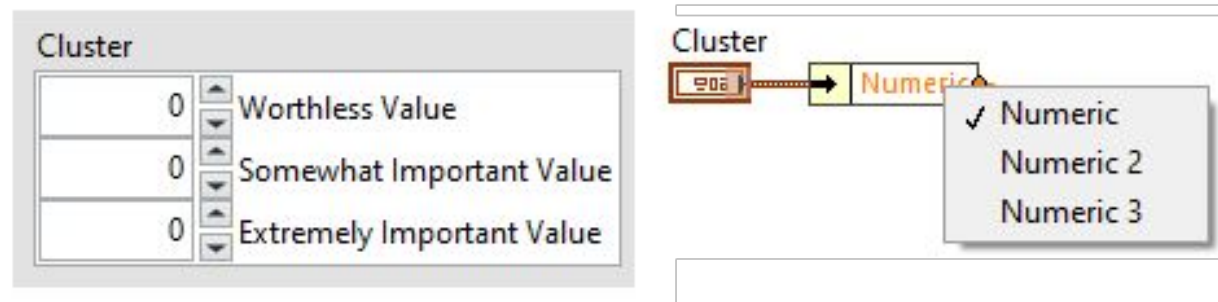 Cluster
0 Worthless Value
0 Somewhat Important Value
0 Extremely Important Value
Cluster
Numeric
Numeric
Numeric 2
Numeric 3